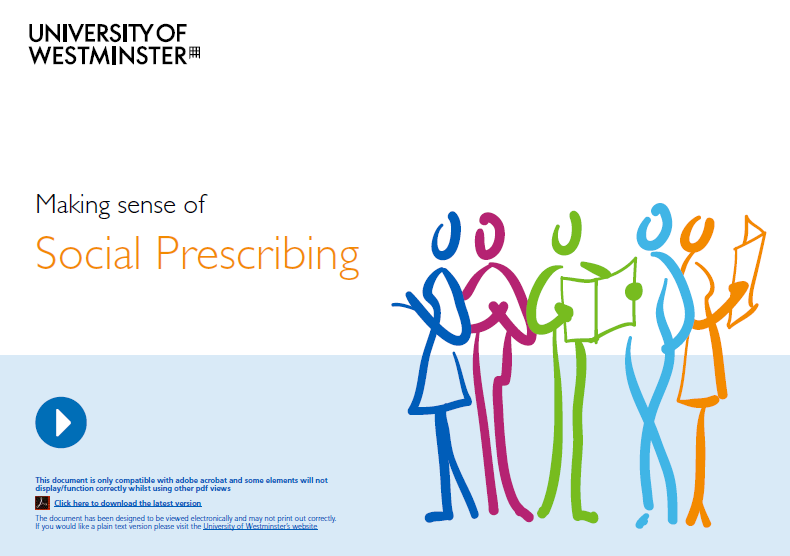 UNIVERSITY OF
WESTMINSTER
Making sense of
Social Prescribing
This document is only compatible with adobe acrobat and some elements will not
display/function correctly whilst using other pdf views
Click here to download the latest version
The document has been designed to be viewed electronically and may not print out correctly.
If you would like a plain text version please visit the University of Westminster's website